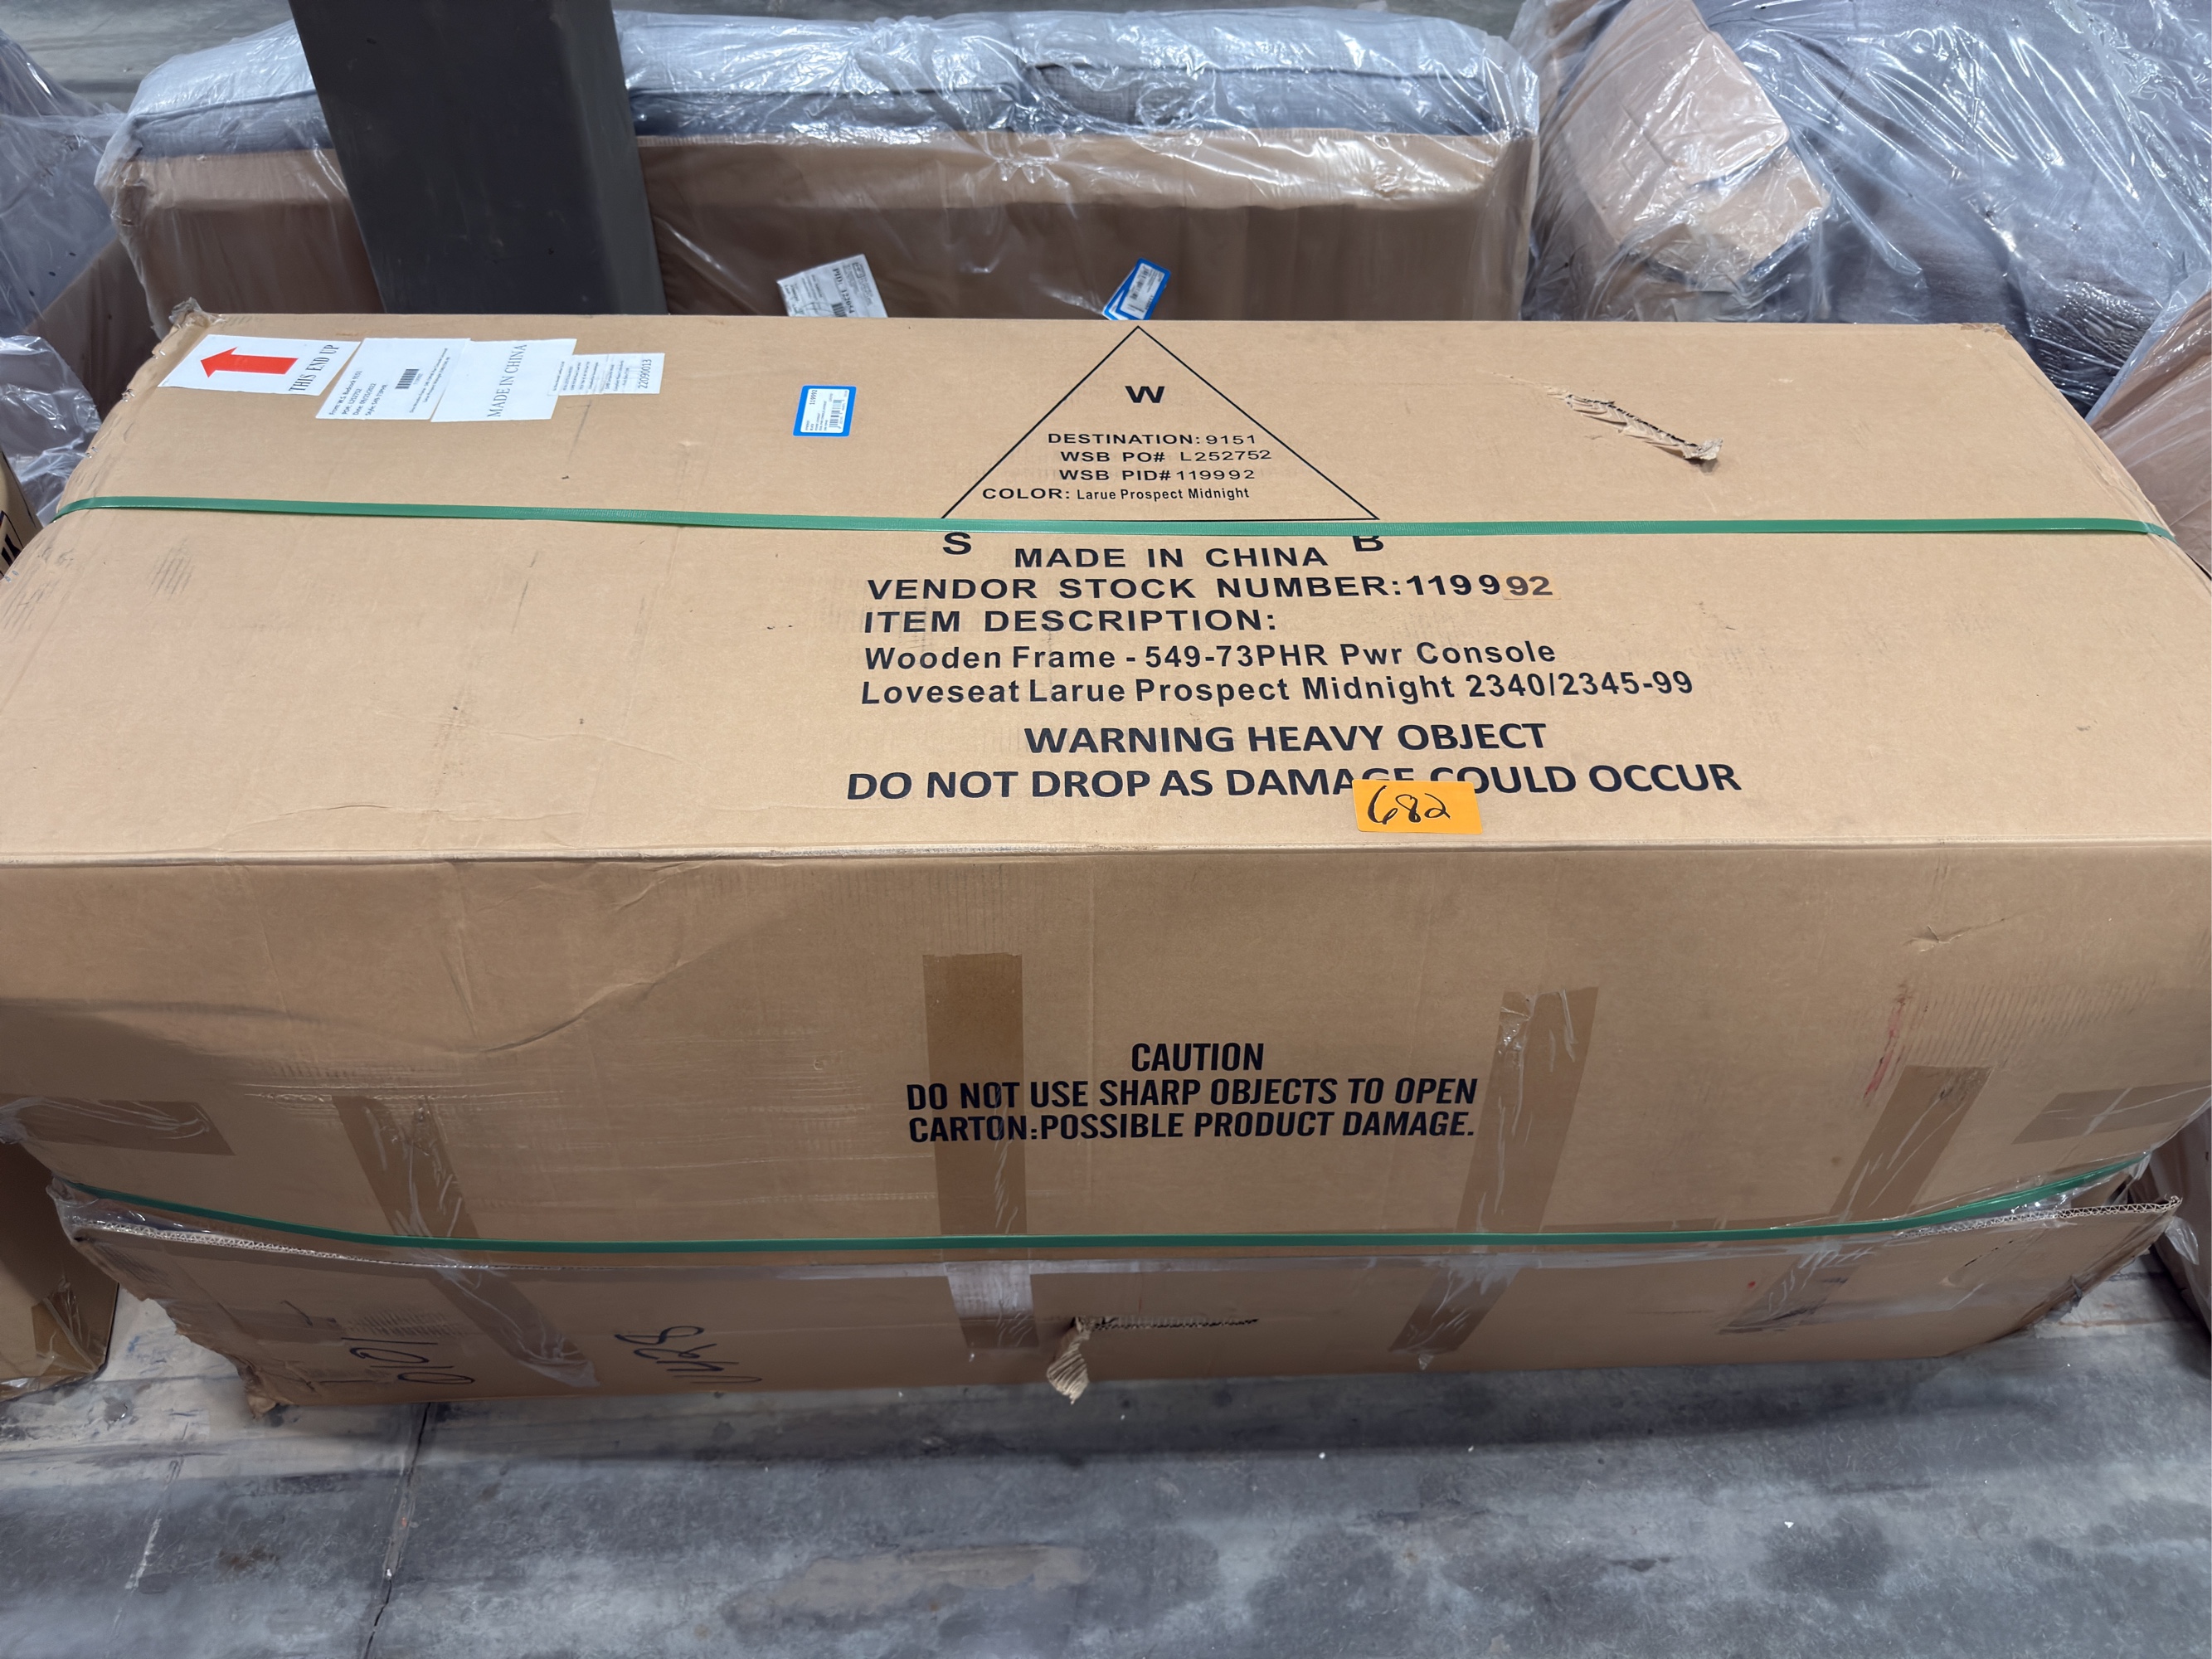 THIS END UP
MADE IN CHINA
22090013
119992
W
DESTINATION: 9151
WSB PO# L252752
WSB PID# 119992
COLOR: Larue Prospect Midnight
S B
MADE IN CHINA
VENDOR STOCK NUMBER: 119992
ITEM DESCRIPTION:
Wooden Frame - 549-73PHR Pwr Console
Loveseat Larue Prospect Midnight 2340/2345-99
WARNING HEAVY OBJECT
DO NOT DROP AS DAMAGE COULD OCCUR
682
CAUTION
DO NOT USE SHARP OBJECTS TO OPEN
CARTON:POSSIBLE PRODUCT DAMAGE.